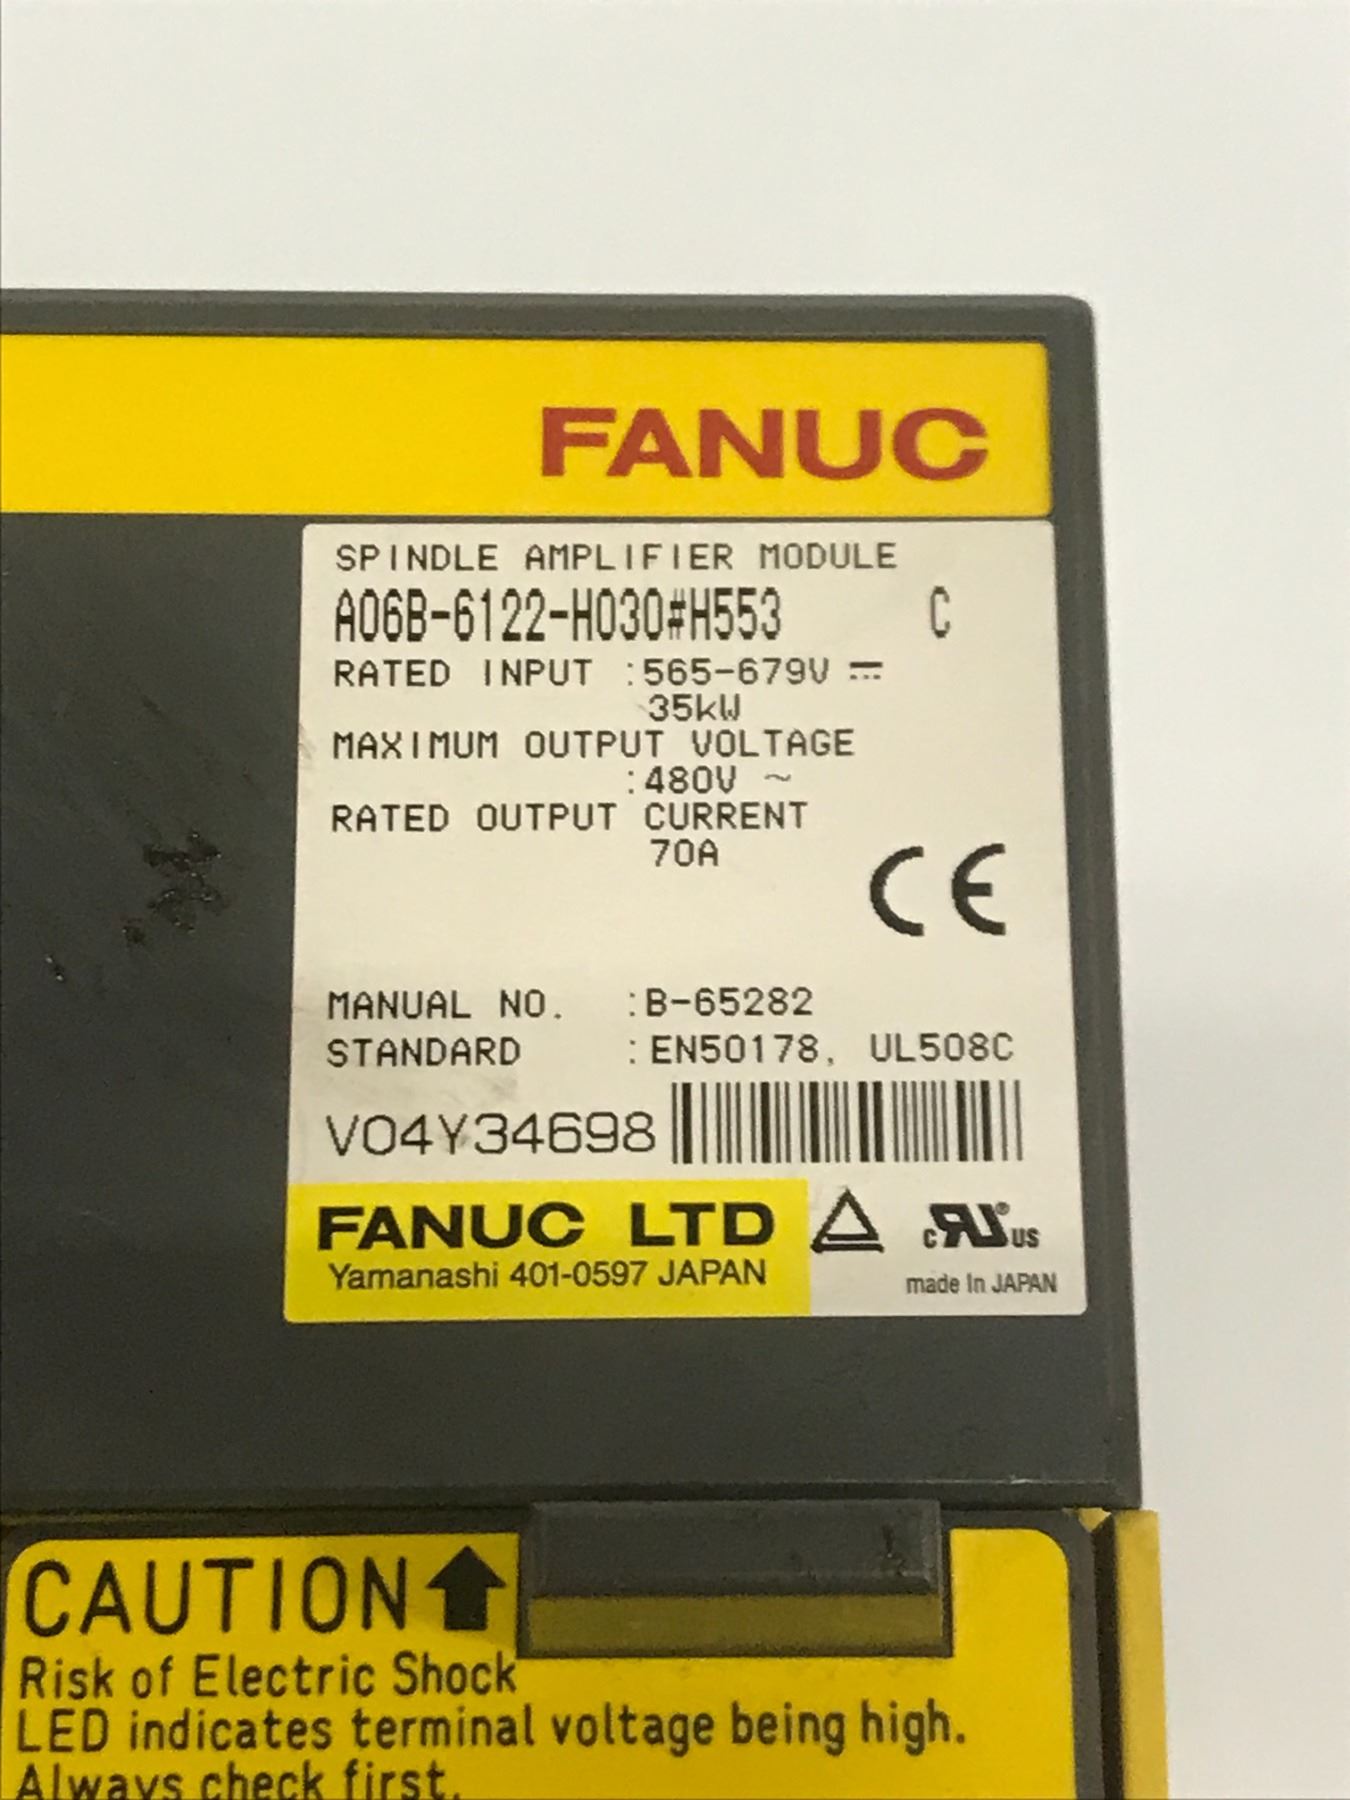 FANUC
SPINDLE AMPLIFIER MODULE
A06B-6122-H030#H553 C
RATED INPUT :565-679V ⎓
35kW
MAXIMUM OUTPUT VOLTAGE
:480V ~
RATED OUTPUT CURRENT
70A
CE
MANUAL NO. :B-65282
STANDARD :EN50178, UL508C
V04Y34698
FANUC LTD
Yamanashi 401-0597 JAPAN
c RU® US
made In JAPAN
CAUTION
Risk of Electric Shock
LED indicates terminal voltage being high.
Always check first.